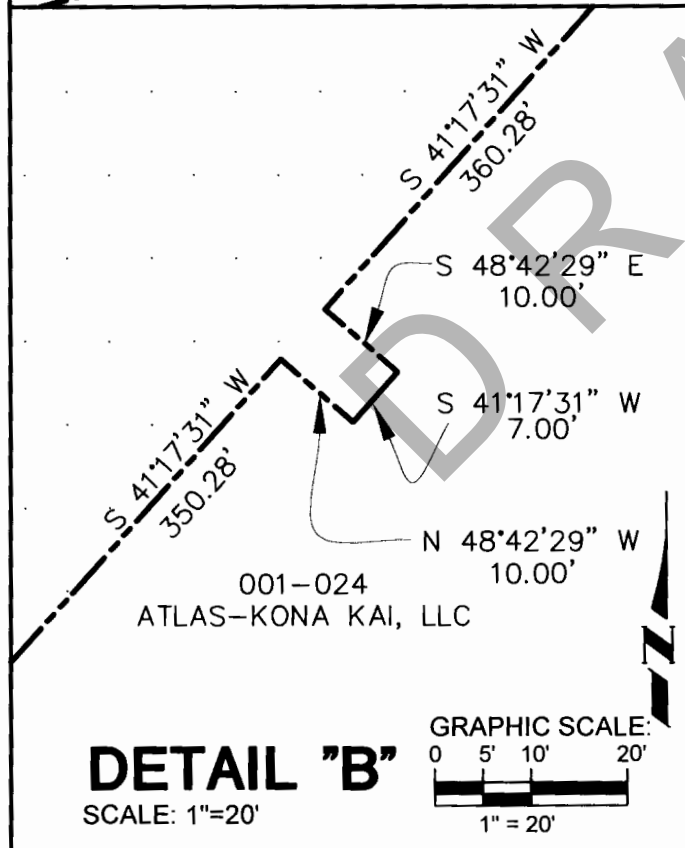 S 41°17'31" W
360.28'
S 48°42'29" E
10.00'
S 41°17'31" W
7.00'
S 41°17'31" W
350.28'
N 48°42'29" W
10.00'
001-024
ATLAS-KONA KAI, LLC
N
DETAIL "B"
SCALE: 1"=20'
GRAPHIC SCALE:
0 5' 10' 20'
1" = 20'
D R A